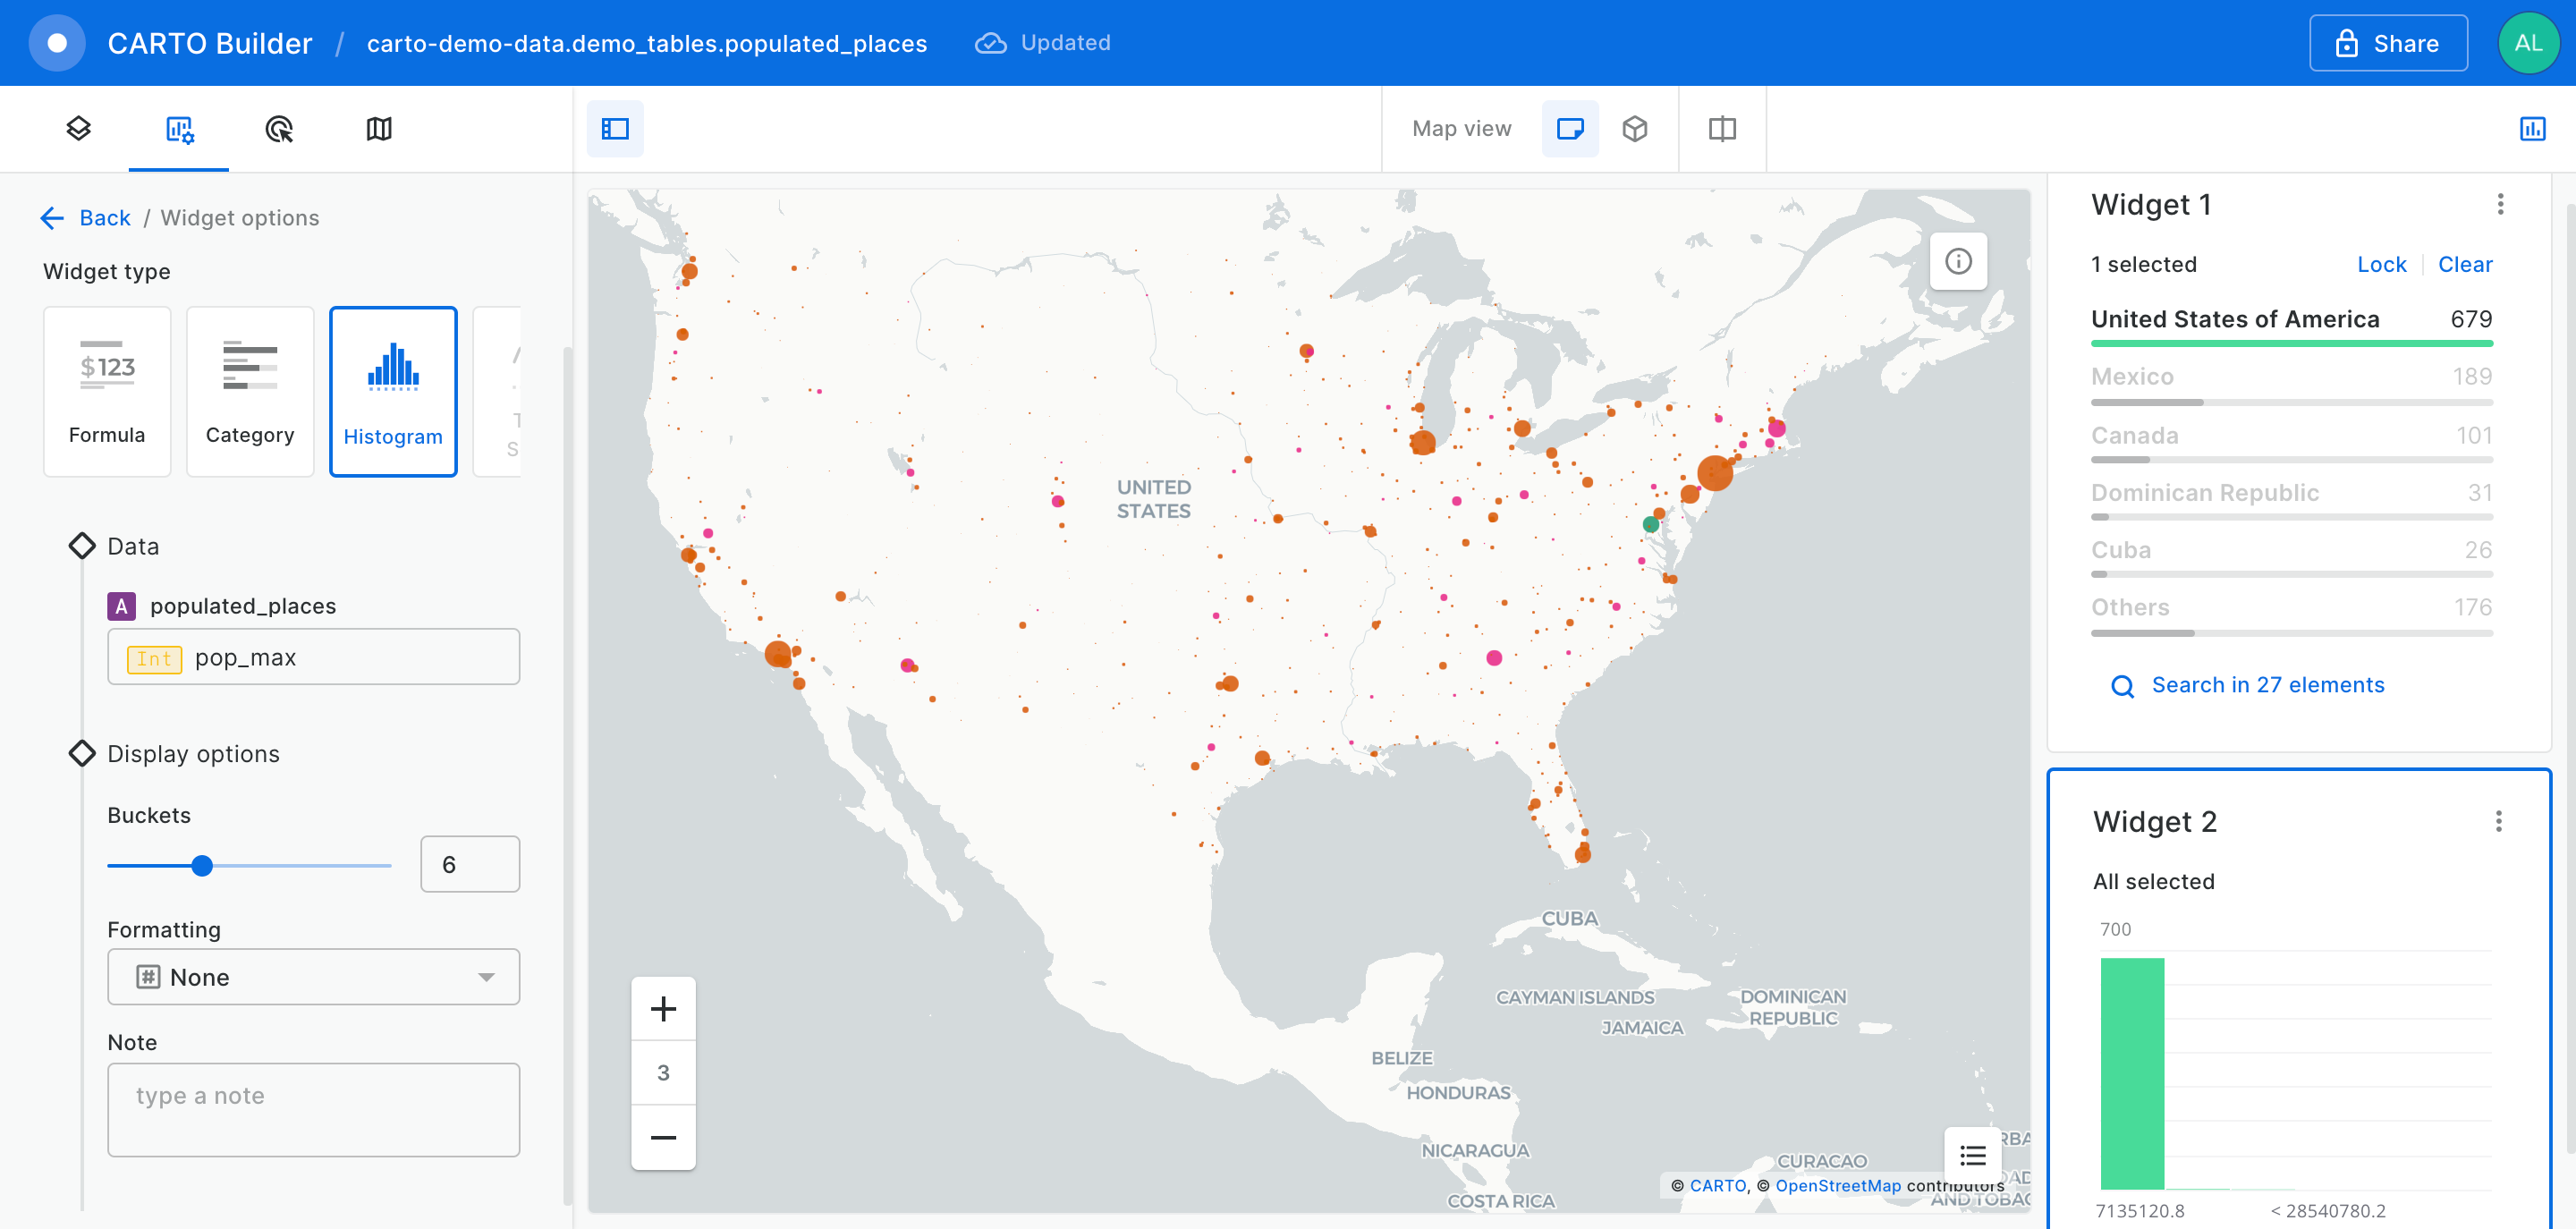 CARTO Builder / carto-demo-data.demo_tables.populated_places Updated Share AL
Map view
Back / Widget options
Widget type
$123
Formula
Category
Histogram
T
S
Data
A populated_places
Int pop_max
Display options
Buckets
6
Formatting
None
Note
type a note
UNITED
STATES
CUBA
CAYMAN ISLANDS
DOMINICAN
REPUBLIC
JAMAICA
BELIZE
HONDURAS
NICARAGUA
CURACAO
COSTA RICA
RBA
AD
AND TOBAG
3
© CARTO, © OpenStreetMap contributors
Widget 1
1 selected Lock Clear
United States of America 679
Mexico 189
Canada 101
Dominican Republic 31
Cuba 26
Others 176
Search in 27 elements
Widget 2
All selected
700
7135120.8 < 28540780.2